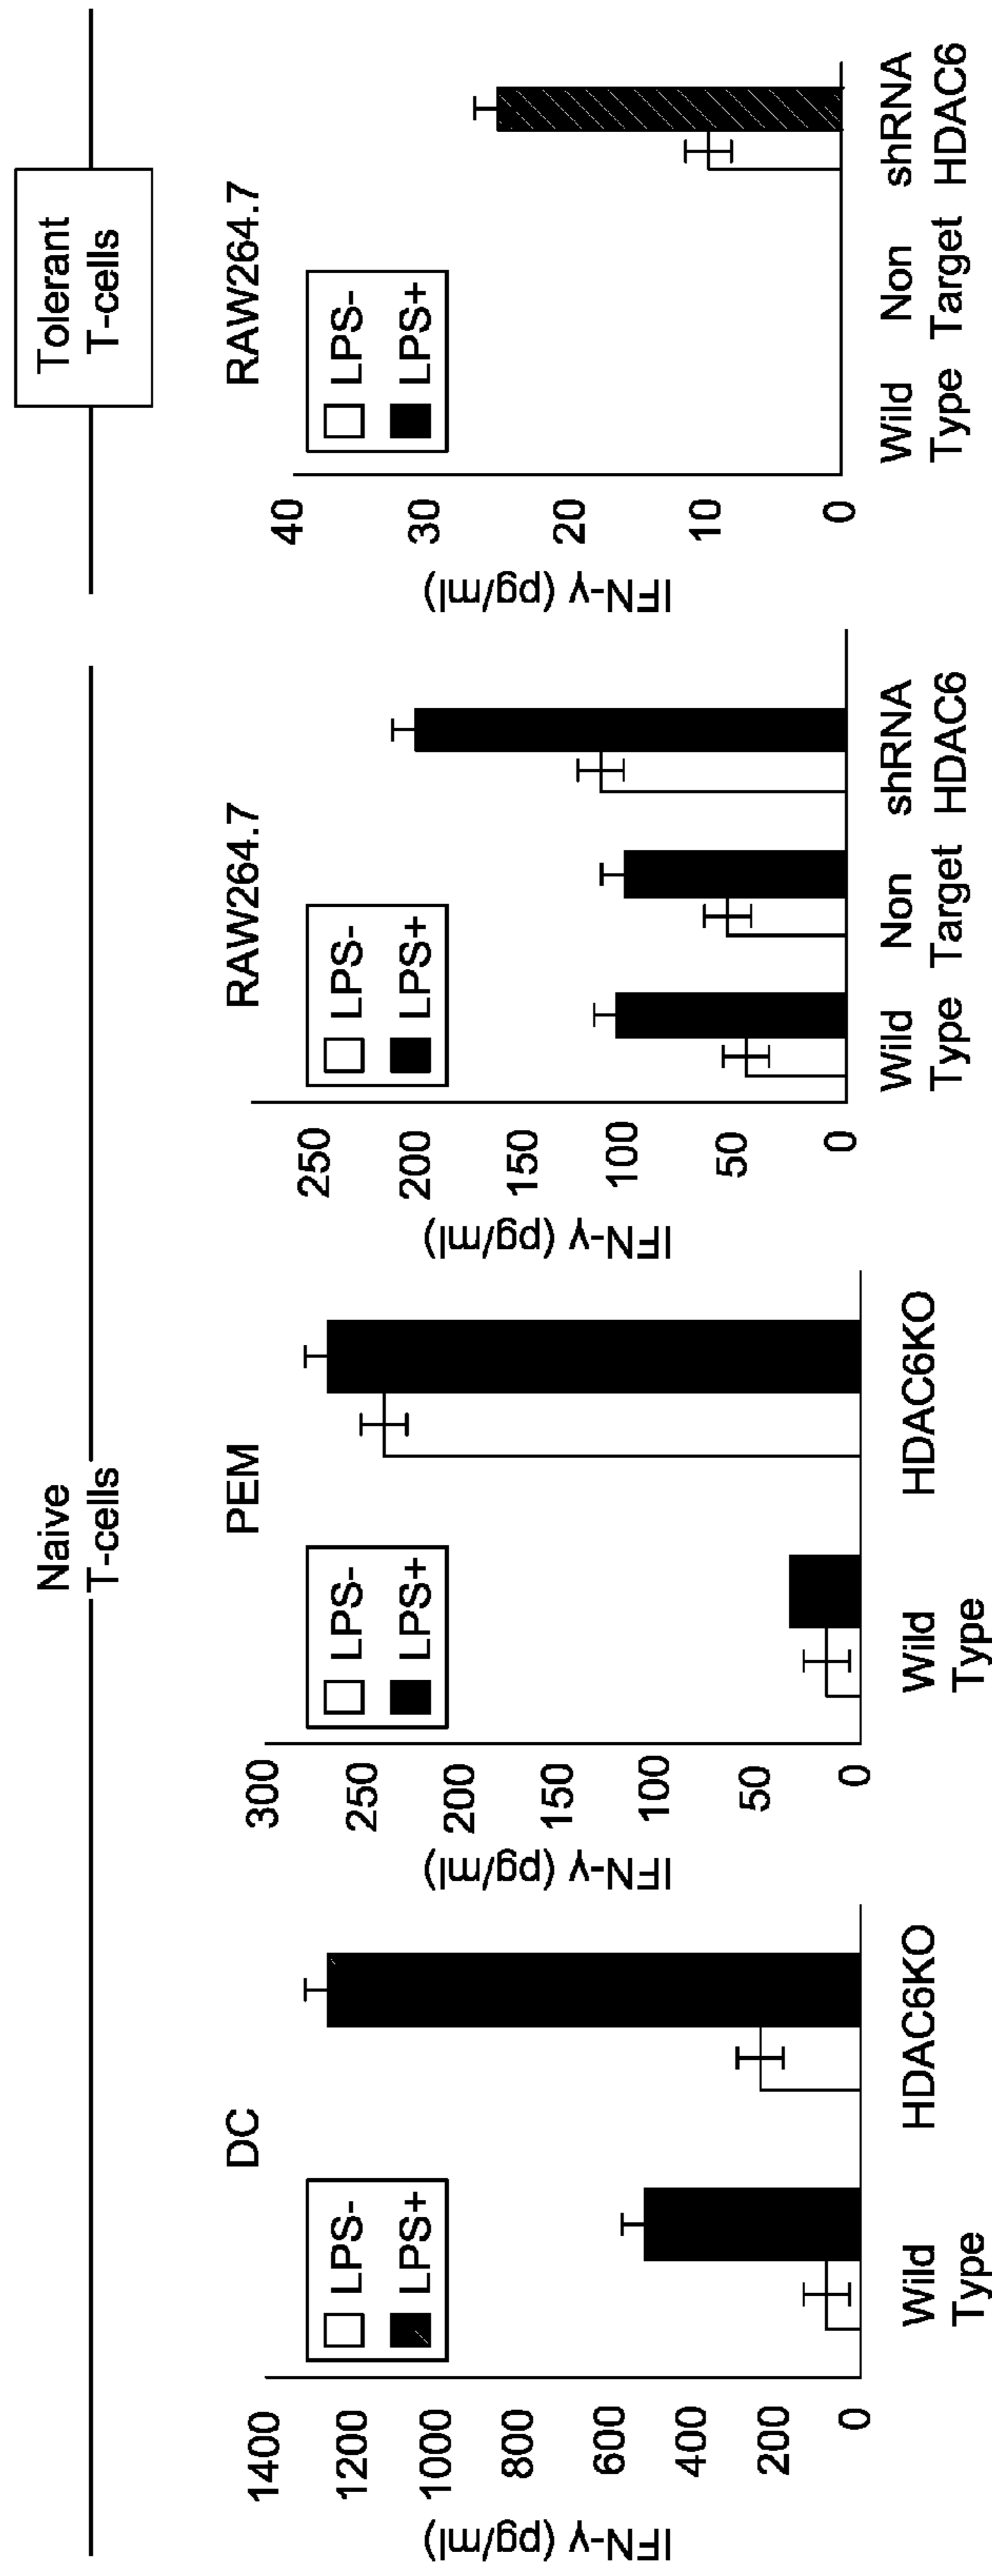 Naive
T-cells
Tolerant
T-cells
DC
LPS-
LPS+
IFN-γ (pg/ml)
1400
1200
1000
800
600
400
200
0
Wild
Type
HDAC6KO
PEM
LPS-
LPS+
IFN-γ (pg/ml)
300
250
200
150
100
50
0
Wild
Type
HDAC6KO
RAW264.7
LPS-
LPS+
IFN-γ (pg/ml)
250
200
150
100
50
0
Wild
Type
Non
Target
shRNA
HDAC6
RAW264.7
LPS-
LPS+
IFN-γ (pg/ml)
40
30
20
10
0
Wild
Type
Non
Target
shRNA
HDAC6